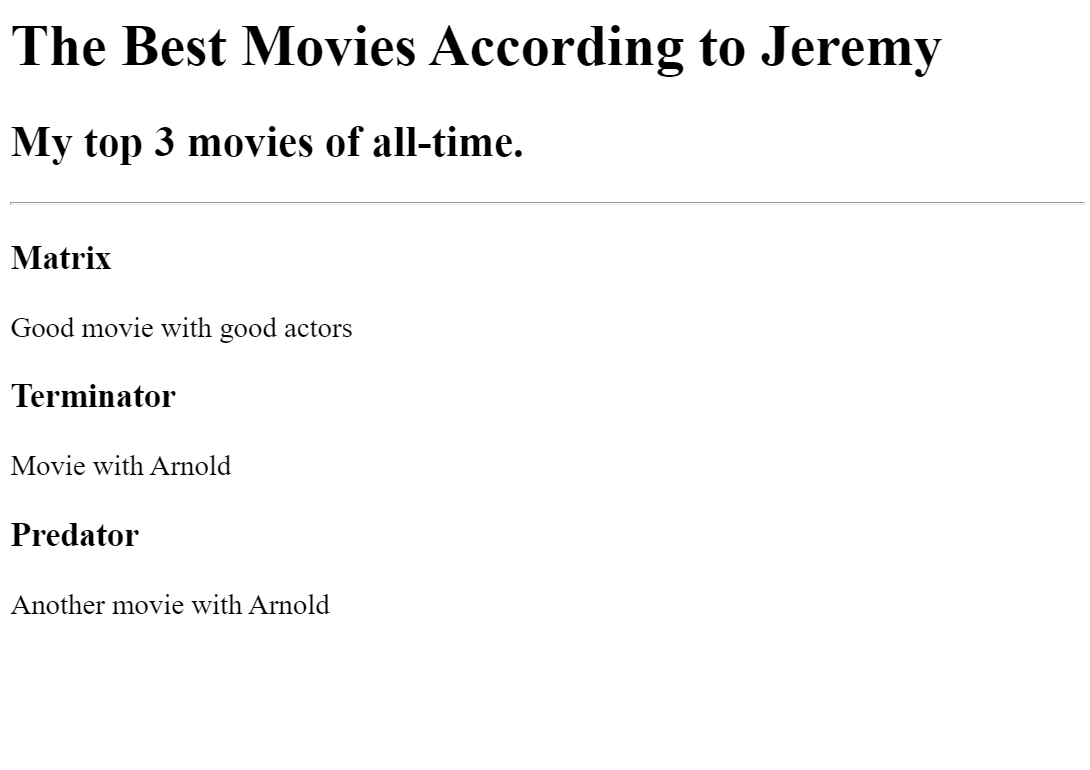 The Best Movies According to Jeremy
My top 3 movies of all-time.
Matrix
Good movie with good actors
Terminator
Movie with Arnold
Predator
Another movie with Arnold